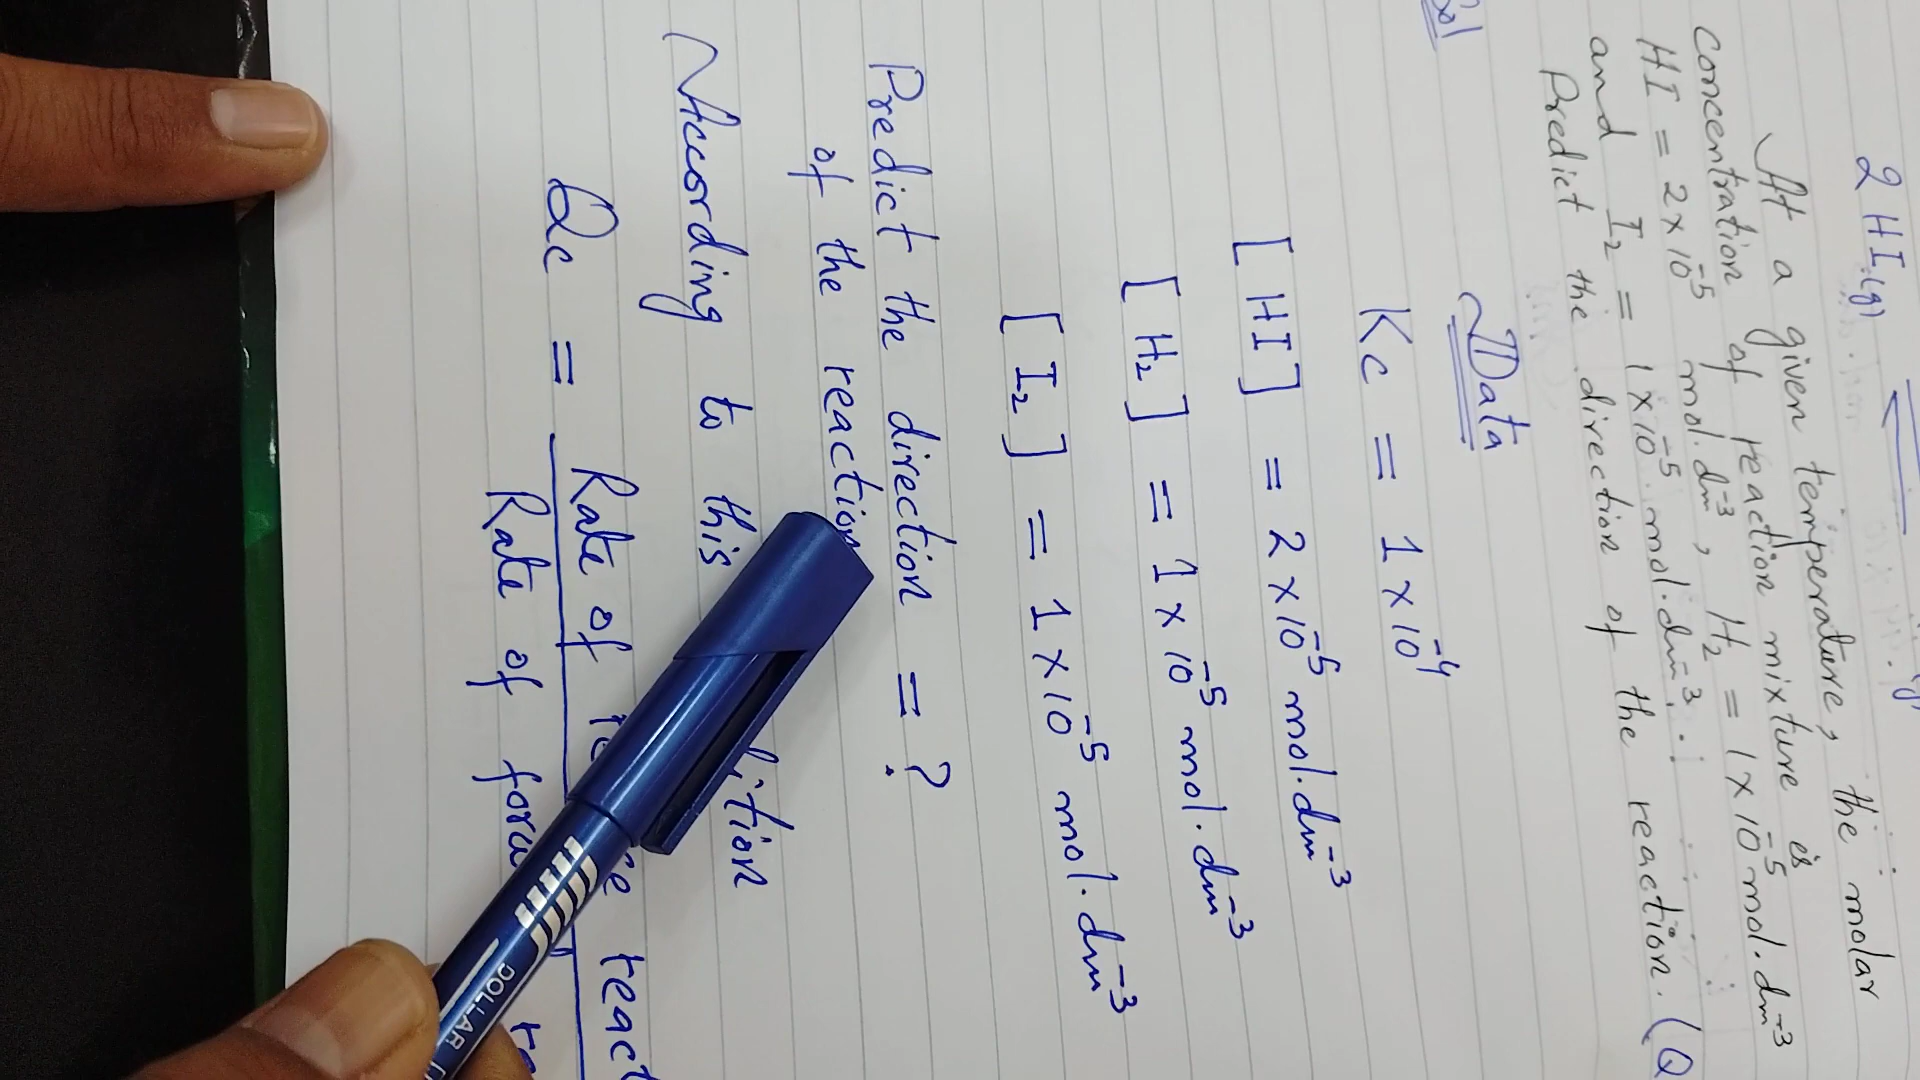 2HI(g)
At a given temperature, the molar
concentration of reaction mixture is
HI = 2×10⁻⁵ mol.dm⁻³, H₂ = 1×10⁻⁵ mol.dm⁻³
and I₂ = 1×10⁻⁵ mol.dm⁻³.
Predict the direction of the reaction. (Q
Sol
Data
Kc = 1×10⁻⁴
[HI] = 2×10⁻⁵ mol.dm⁻³
[H₂] = 1×10⁻⁵ mol.dm⁻³
[I₂] = 1×10⁻⁵ mol.dm⁻³
Predict the direction = ?
of the reaction
According to this
Qc = Rate of
Rate of
DOLLAR